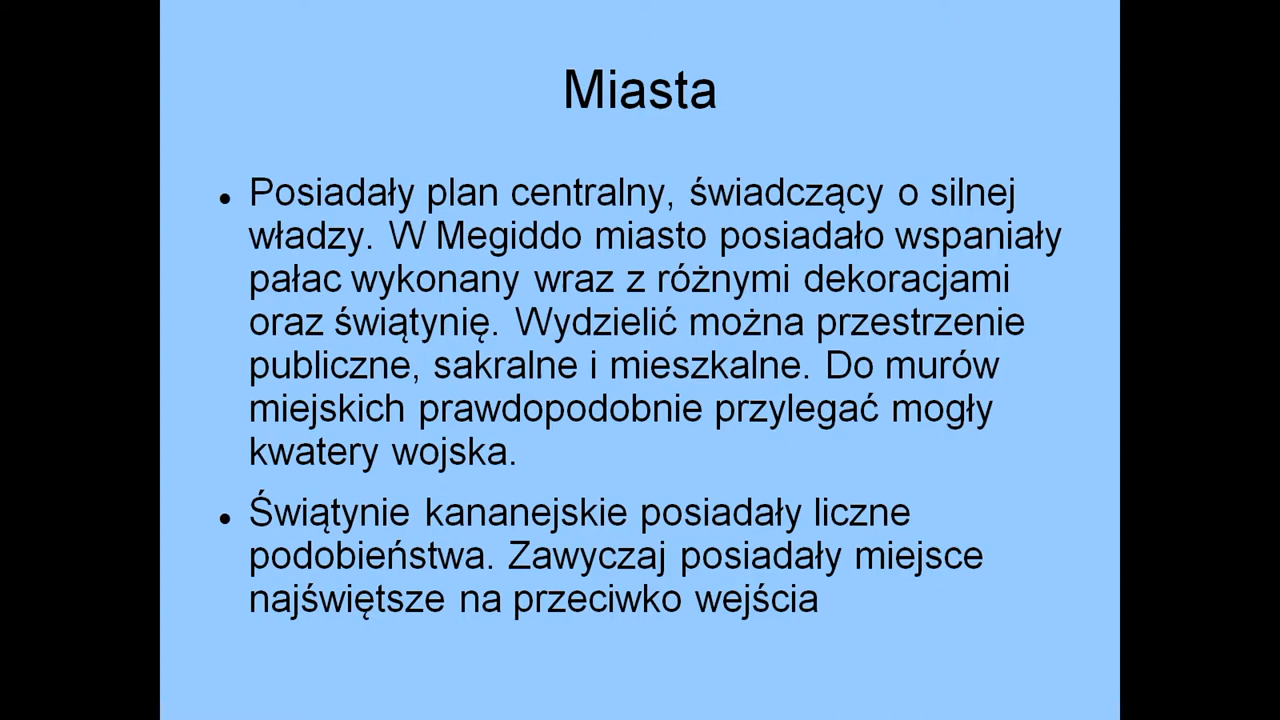 Miasta
Posiadały plan centralny, świadczący o silnej
władzy. W Megiddo miasto posiadało wspaniały
pałac wykonany wraz z różnymi dekoracjami
oraz świątynię. Wydzielić można przestrzenie
publiczne, sakralne i mieszkalne. Do murów
miejskich prawdopodobnie przylegać mogły
kwatery wojska.
Świątynie kananejskie posiadały liczne
podobieństwa. Zawyczaj posiadały miejsce
najświętsze na przeciwko wejścia